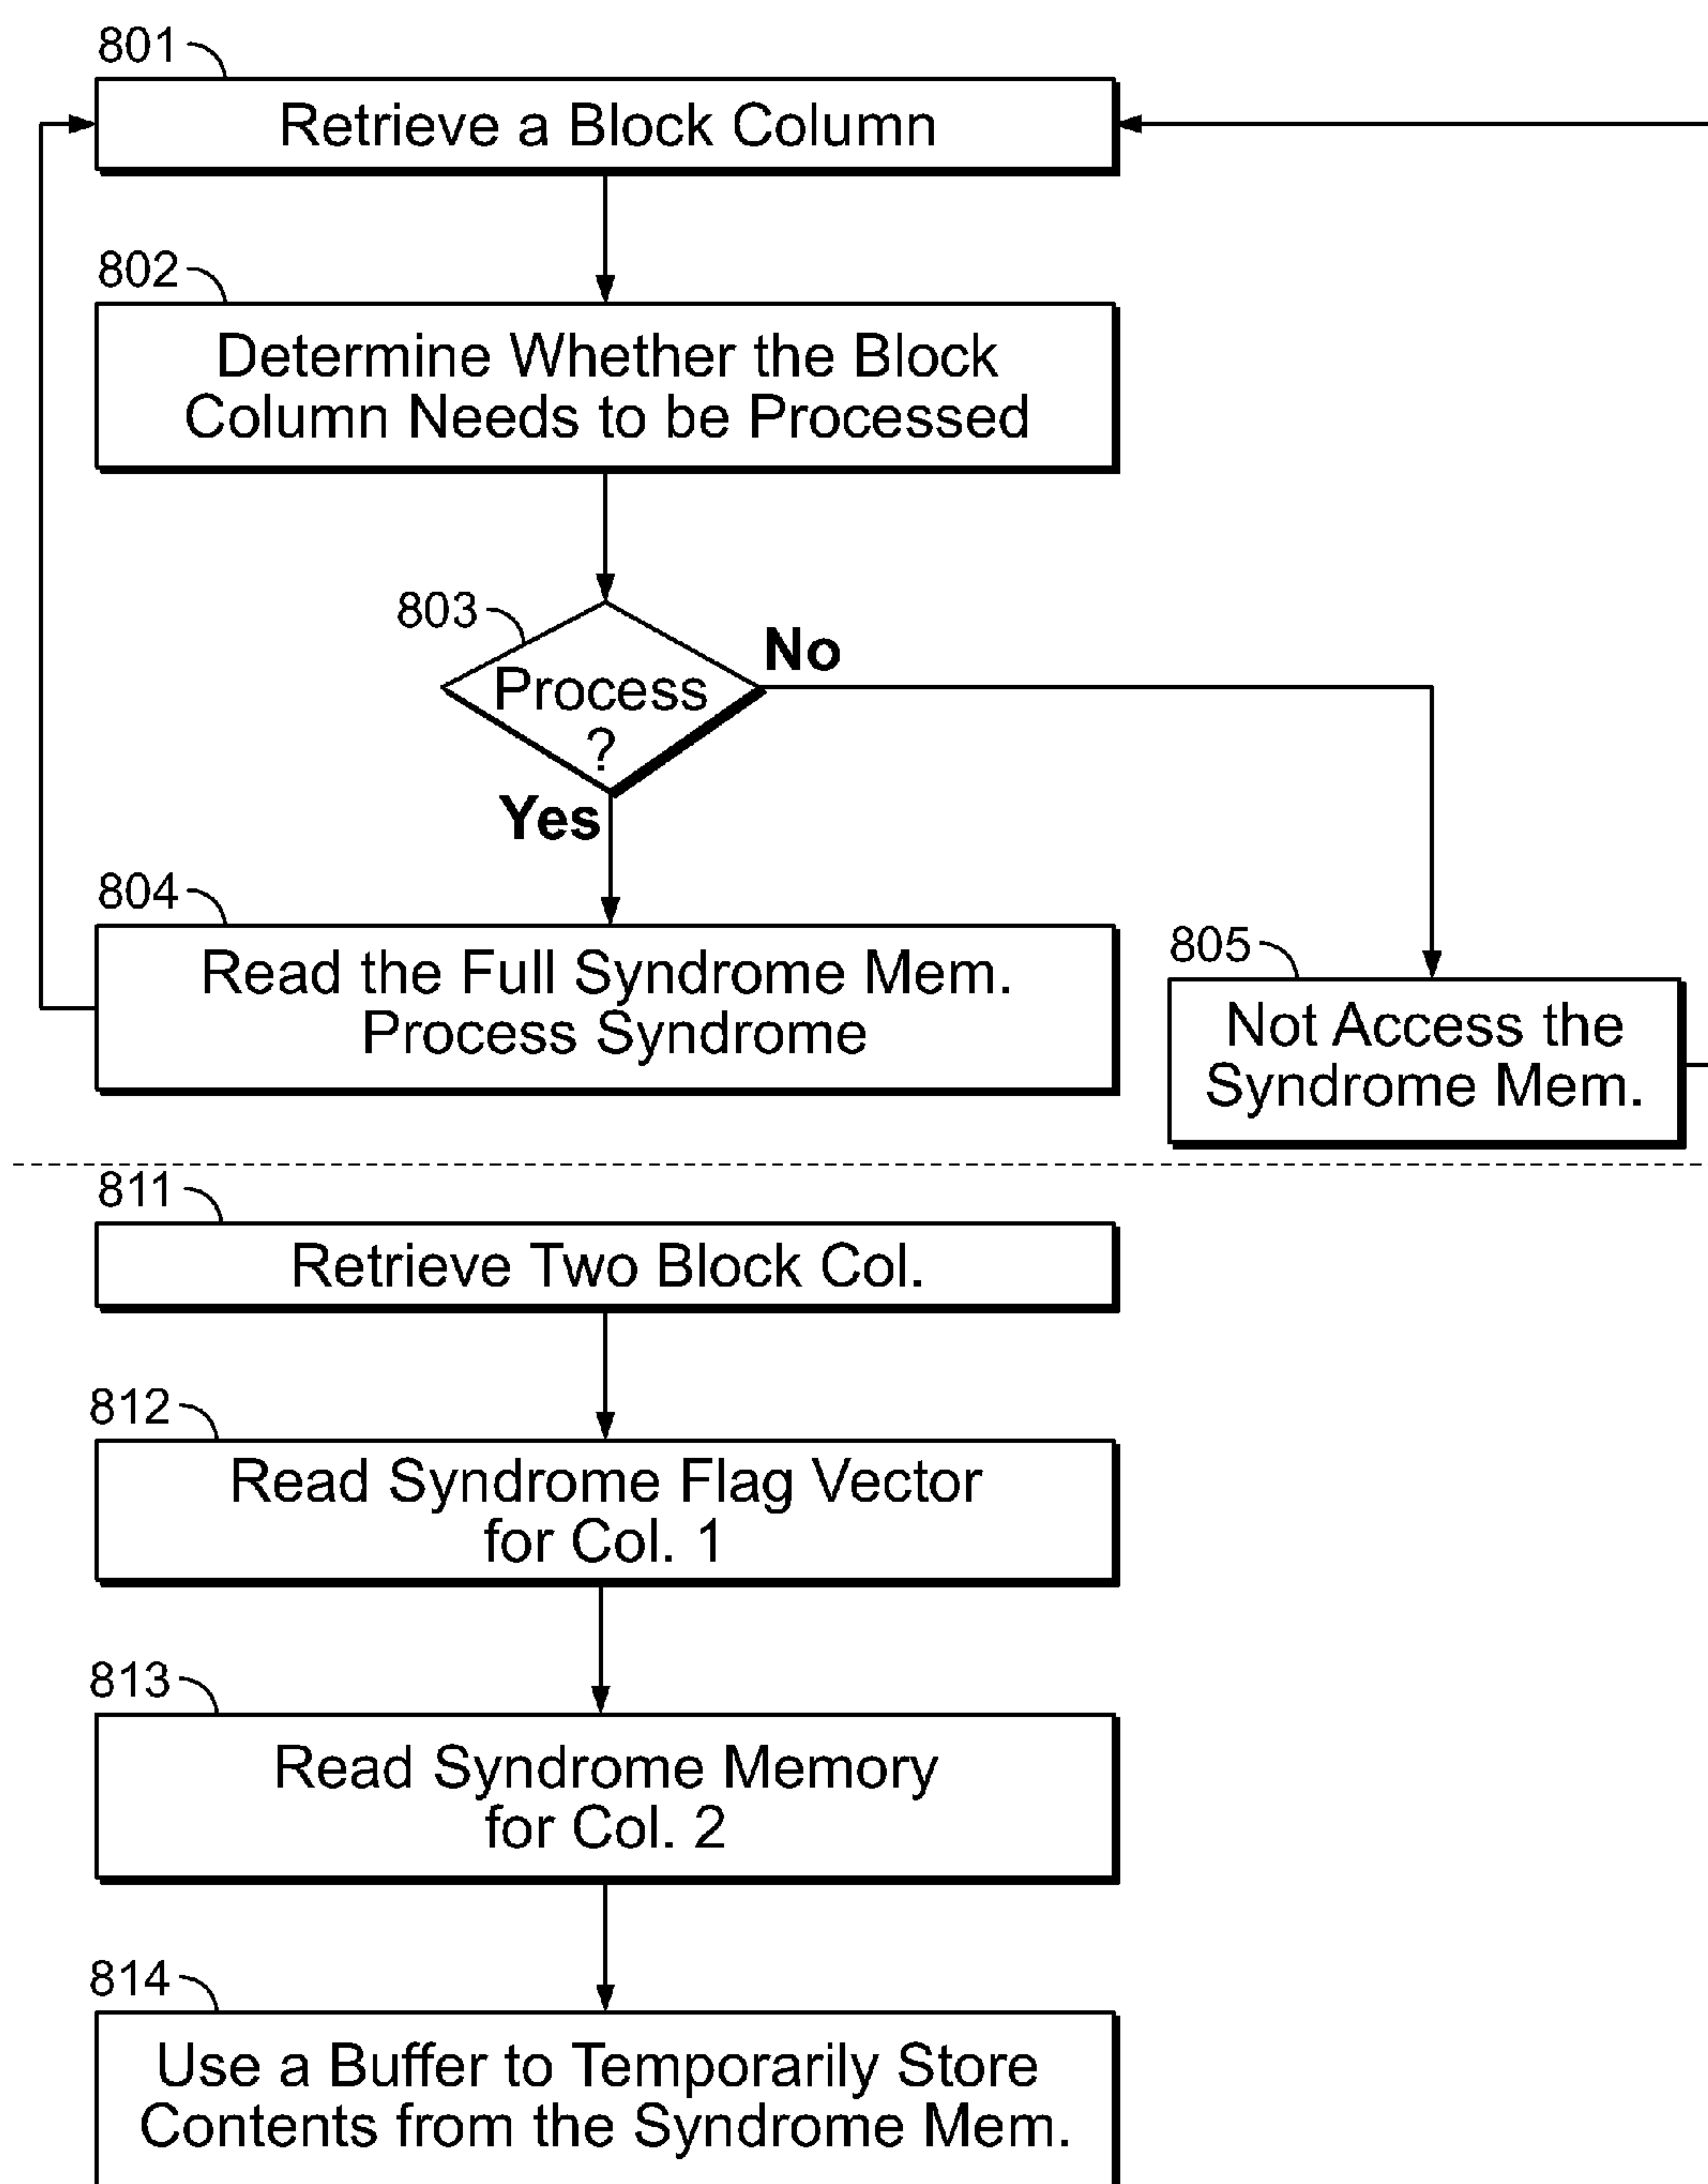 801
Retrieve a Block Column
802
Determine Whether the Block
Column Needs to be Processed
803
No
Process
?
Yes
804
Read the Full Syndrome Mem.
Process Syndrome
805
Not Access the
Syndrome Mem.
811
Retrieve Two Block Col.
812
Read Syndrome Flag Vector
for Col. 1
813
Read Syndrome Memory
for Col. 2
814
Use a Buffer to Temporarily Store
Contents from the Syndrome Mem.